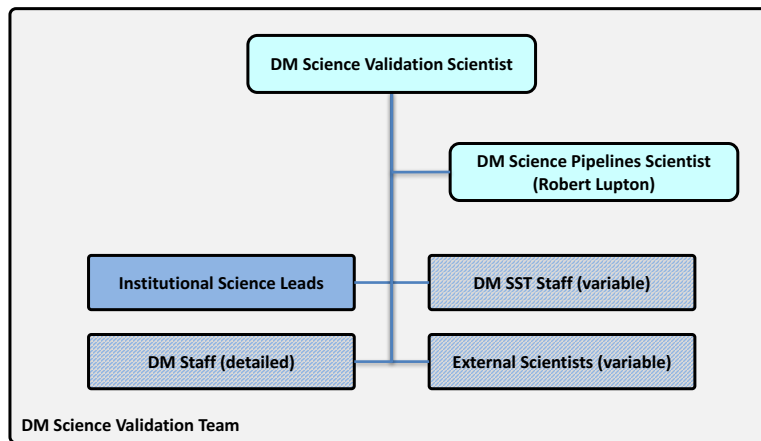 DM Science Validation Scientist
DM Science Pipelines Scientist
(Robert Lupton)
Institutional Science Leads
DM SST Staff (variable)
DM Staff (detailed)
External Scientists (variable)
DM Science Validation Team